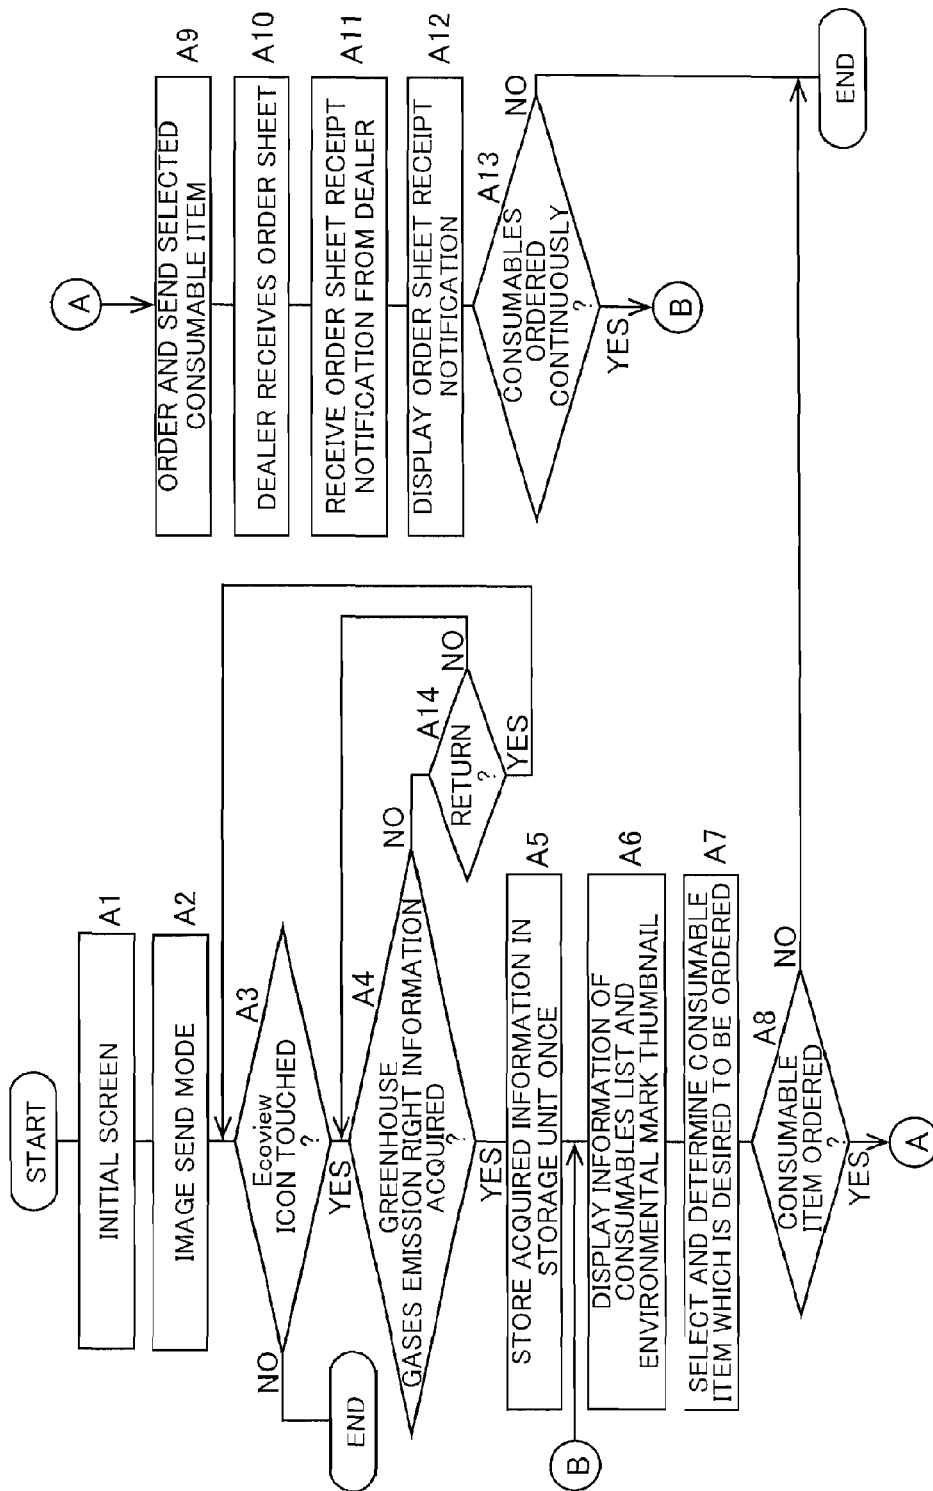 START
INITIAL SCREEN
A1
IMAGE SEND MODE
A2
A3
Ecoview
ICON TOUCHED
?
NO
END
YES
A4
GREENHOUSE
GASES EMISSION RIGHT INFORMATION
ACQUIRED
?
NO
A14
RETURN
?
NO
YES
YES
STORE ACQUIRED INFORMATION IN
STORAGE UNIT ONCE
A5
B
DISPLAY INFORMATION OF
CONSUMABLES LIST AND
ENVIRONMENTAL MARK THUMBNAIL
A6
SELECT AND DETERMINE CONSUMABLE
ITEM WHICH IS DESIRED TO BE ORDERED
A7
A8
CONSUMABLE
ITEM ORDERED
?
NO
YES
A
A
ORDER AND SEND SELECTED
CONSUMABLE ITEM
A9
DEALER RECEIVES ORDER SHEET
A10
RECEIVE ORDER SHEET RECEIPT
NOTIFICATION FROM DEALER
A11
DISPLAY ORDER SHEET RECEIPT
NOTIFICATION
A12
A13
CONSUMABLES
ORDERED
CONTINUOUSLY
?
NO
YES
B
END